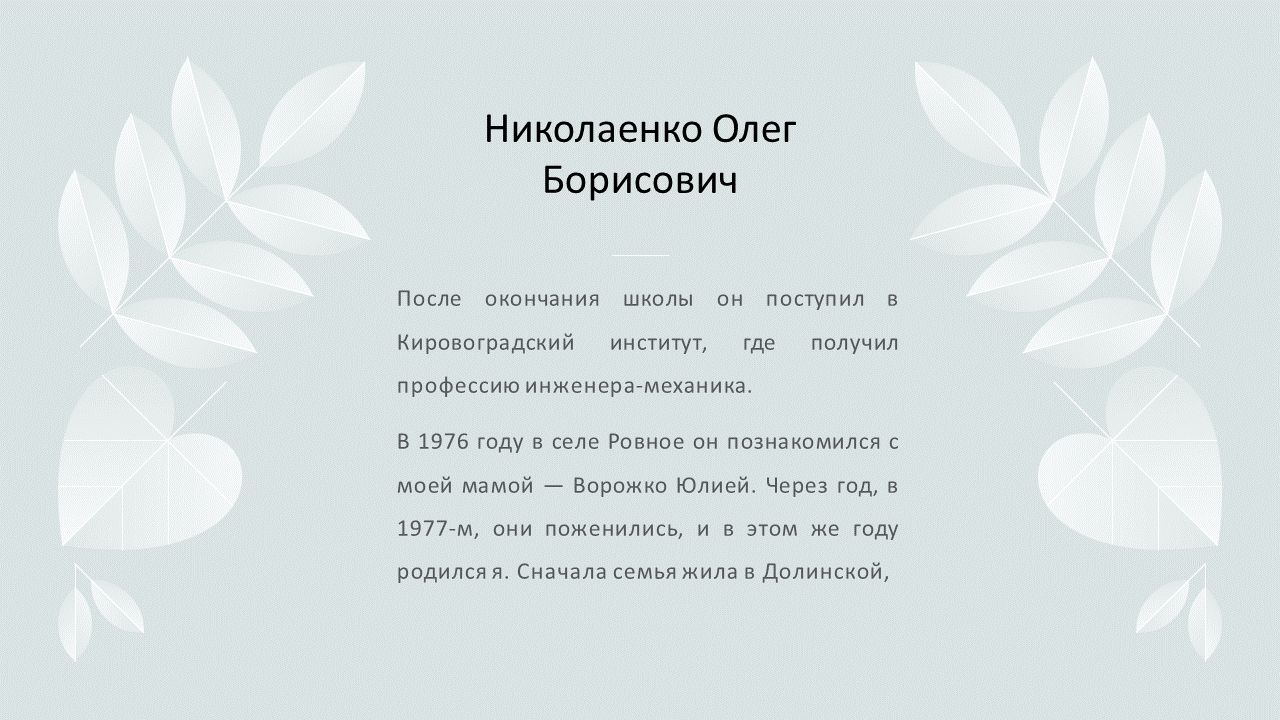 Николаенко Олег
Борисович
После окончания школы он поступил в
Кировоградский институт, где получил
профессию инженера-механика.
В 1976 году в селе Ровное он познакомился с
моей мамой — Ворожко Юлией. Через год, в
1977-м, они поженились, и в этом же году
родился я. Сначала семья жила в Долинской,